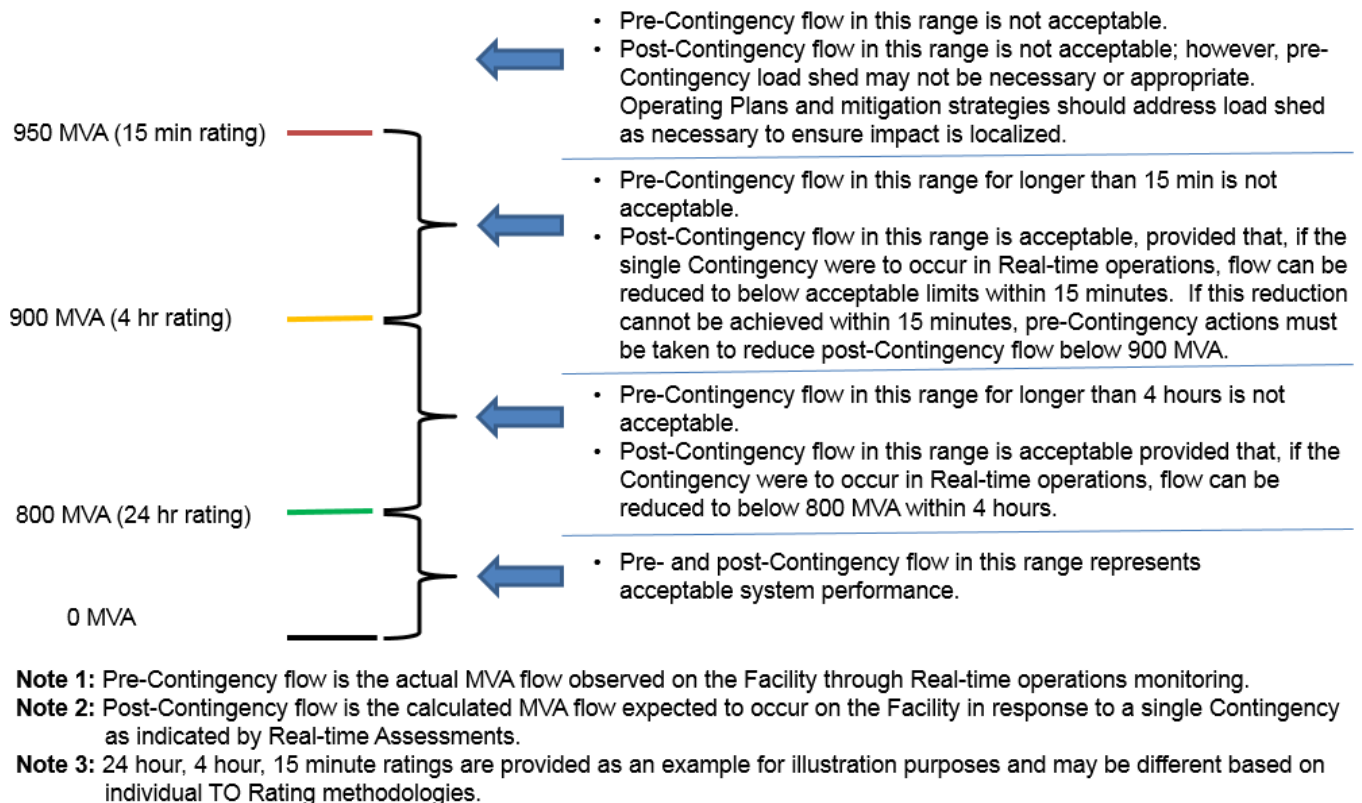 • Pre-Contingency flow in this range is not acceptable.
• Post-Contingency flow in this range is not acceptable; however, pre-
Contingency load shed may not be necessary or appropriate.
Operating Plans and mitigation strategies should address load shed
as necessary to ensure impact is localized.
950 MVA (15 min rating)
• Pre-Contingency flow in this range for longer than 15 min is not
acceptable.
• Post-Contingency flow in this range is acceptable, provided that, if the
single Contingency were to occur in Real-time operations, flow can be
reduced to below acceptable limits within 15 minutes.  If this reduction
cannot be achieved within 15 minutes, pre-Contingency actions must
be taken to reduce post-Contingency flow below 900 MVA.
900 MVA (4 hr rating)
• Pre-Contingency flow in this range for longer than 4 hours is not
acceptable.
• Post-Contingency flow in this range is acceptable provided that, if the
Contingency were to occur in Real-time operations, flow can be
reduced to below 800 MVA within 4 hours.
800 MVA (24 hr rating)
• Pre- and post-Contingency flow in this range represents
acceptable system performance.
0 MVA
Note 1: Pre-Contingency flow is the actual MVA flow observed on the Facility through Real-time operations monitoring.
Note 2: Post-Contingency flow is the calculated MVA flow expected to occur on the Facility in response to a single Contingency
as indicated by Real-time Assessments.
Note 3: 24 hour, 4 hour, 15 minute ratings are provided as an example for illustration purposes and may be different based on
individual TO Rating methodologies.